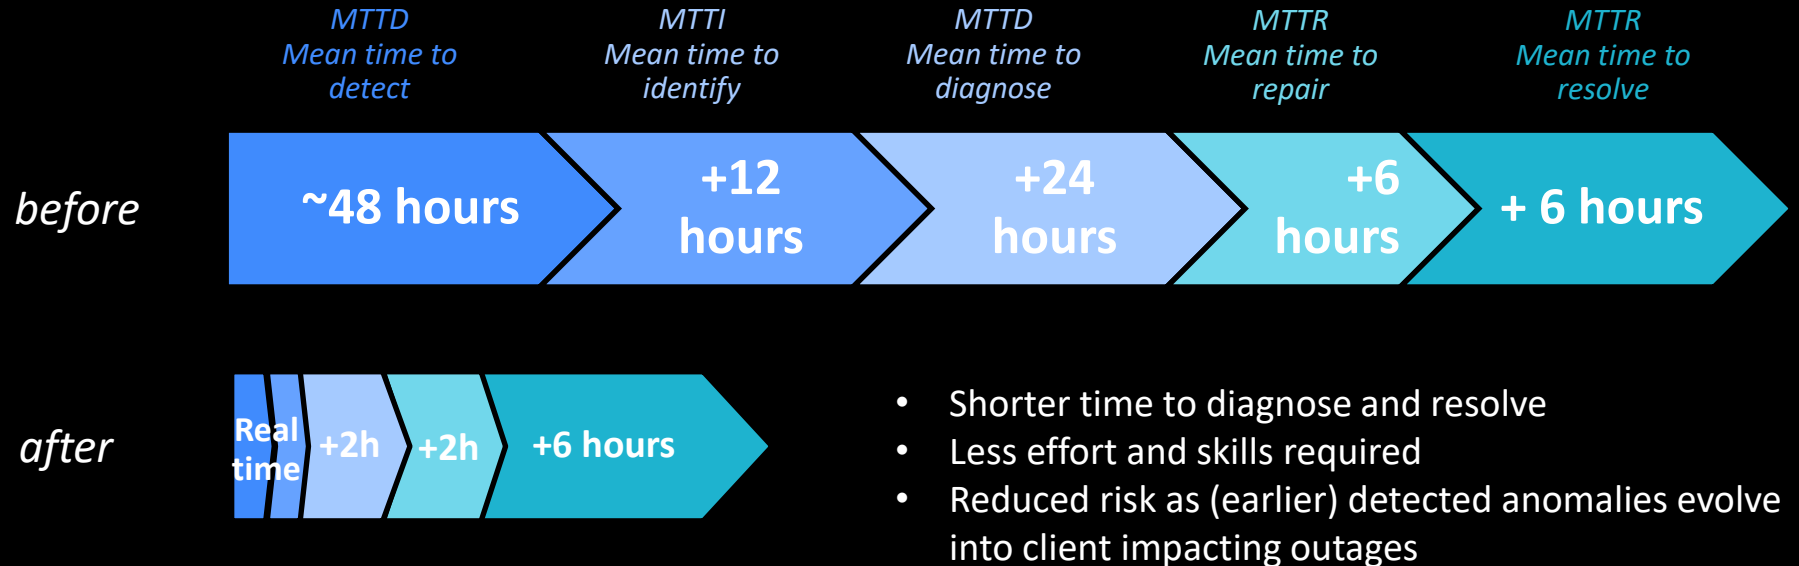 MTTD
Mean time to
detect
MTTI
Mean time to
identify
MTTD
Mean time to
diagnose
MTTR
Mean time to
repair
MTTR
Mean time to
resolve
before
~48 hours
+12
hours
+24
hours
+6
hours
+ 6 hours
after
Real
time
+2h
+2h
+6 hours
• Shorter time to diagnose and resolve
• Less effort and skills required
• Reduced risk as (earlier) detected anomalies evolve
into client impacting outages